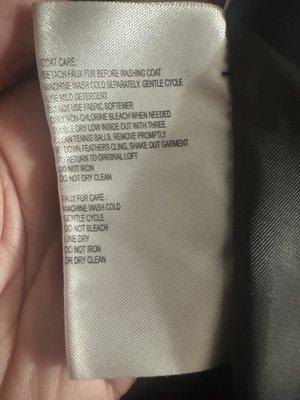 COAT CARE:
DETACH FAUX FUR BEFORE WASHING COAT
MACHINE WASH COLD SEPARATELY, GENTLE CYCLE
USE MILD DETERGENT
DO NOT USE FABRIC SOFTENER
ONLY NON-CHLORINE BLEACH WHEN NEEDED
TUMBLE DRY LOW INSIDE OUT WITH THREE
CLEAN TENNIS BALLS, REMOVE PROMPTLY
IF DOWN FEATHERS CLING, SHAKE OUT GARMENT
TO RETURN TO ORIGINAL LOFT
DO NOT IRON
DO NOT DRY CLEAN
FAUX FUR CARE :
MACHINE WASH COLD
GENTLE CYCLE
DO NOT BLEACH
LINE DRY
DO NOT IRON
OR DRY CLEAN